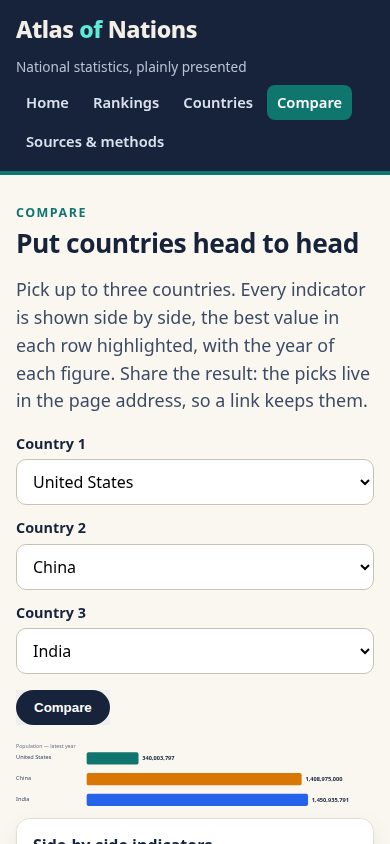 Atlas of Nations
National statistics, plainly presented
Home Rankings Countries Compare
Sources & methods
COMPARE
Put countries head to head
Pick up to three countries. Every indicator
is shown side by side, the best value in
each row highlighted, with the year of
each figure. Share the result: the picks live
in the page address, so a link keeps them.
Country 1
United States
Country 2
China
Country 3
India
Compare
Population — latest year
United States 340,003,797
China 1,408,975,000
India 1,450,935,791
Side by side indicators